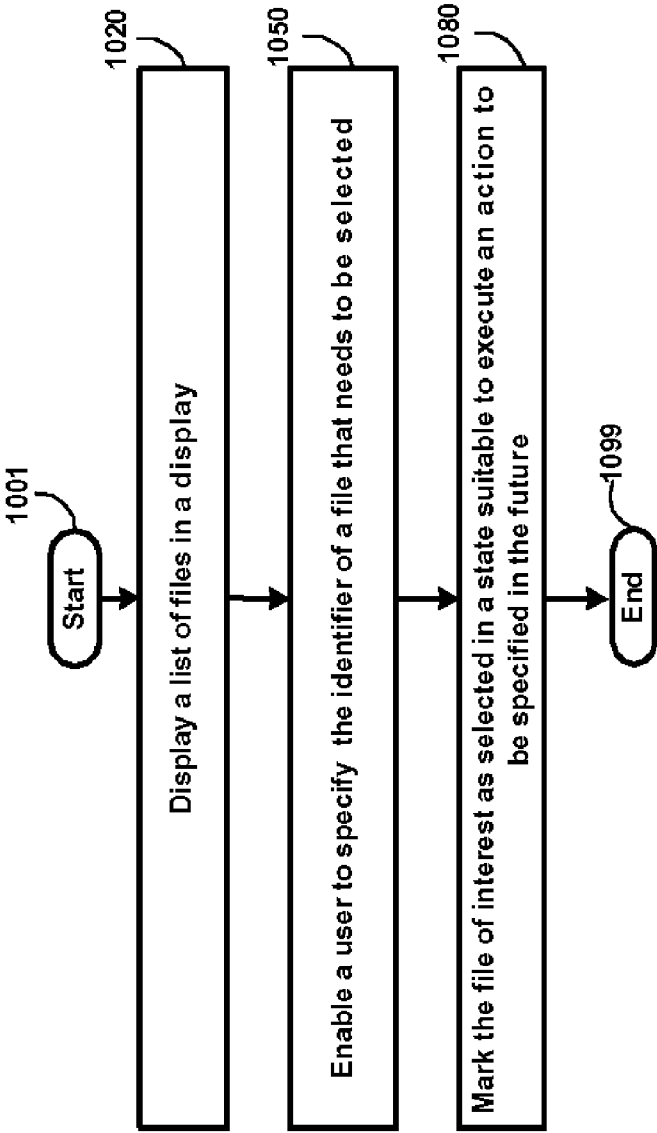 Start
1001
Display a list of files in a display
1020
Enable a user to specify the identifier of a file that needs to be selected
1050
Mark the file of interest as selected in a state suitable to execute an action to
be specified in the future
1080
End
1099